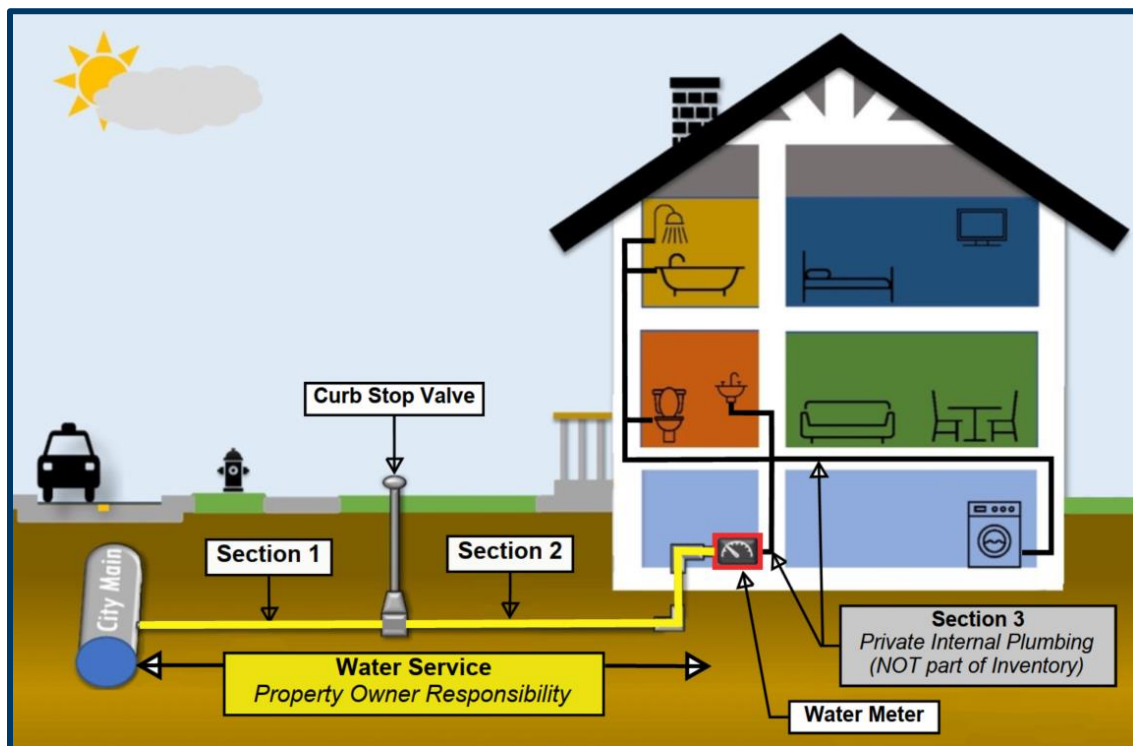 Curb Stop Valve
Section 1
Section 2
City Main
Water Service
Property Owner Responsibility
Section 3
Private Internal Plumbing
(NOT part of Inventory)
Water Meter